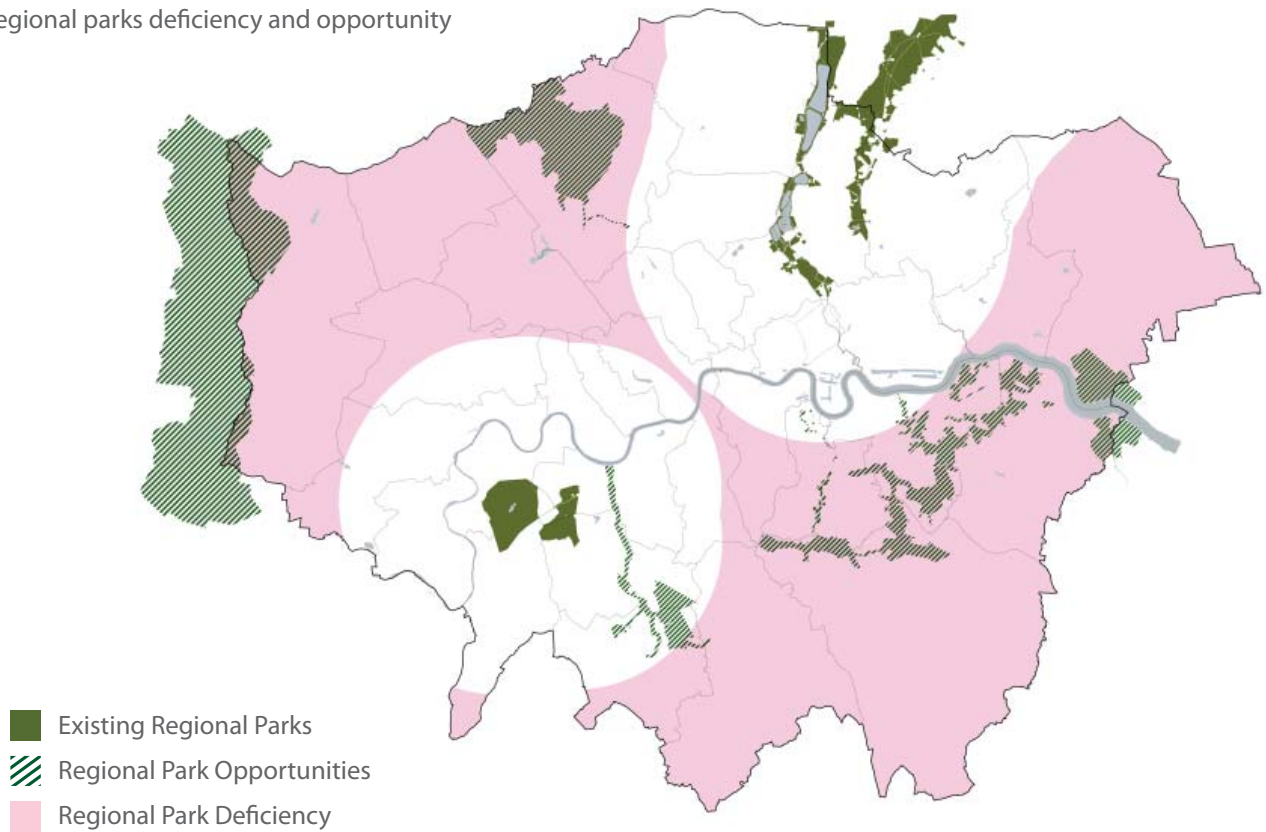 egional parks deficiency and opportunity
Existing Regional Parks
Regional Park Opportunities
Regional Park Deficiency